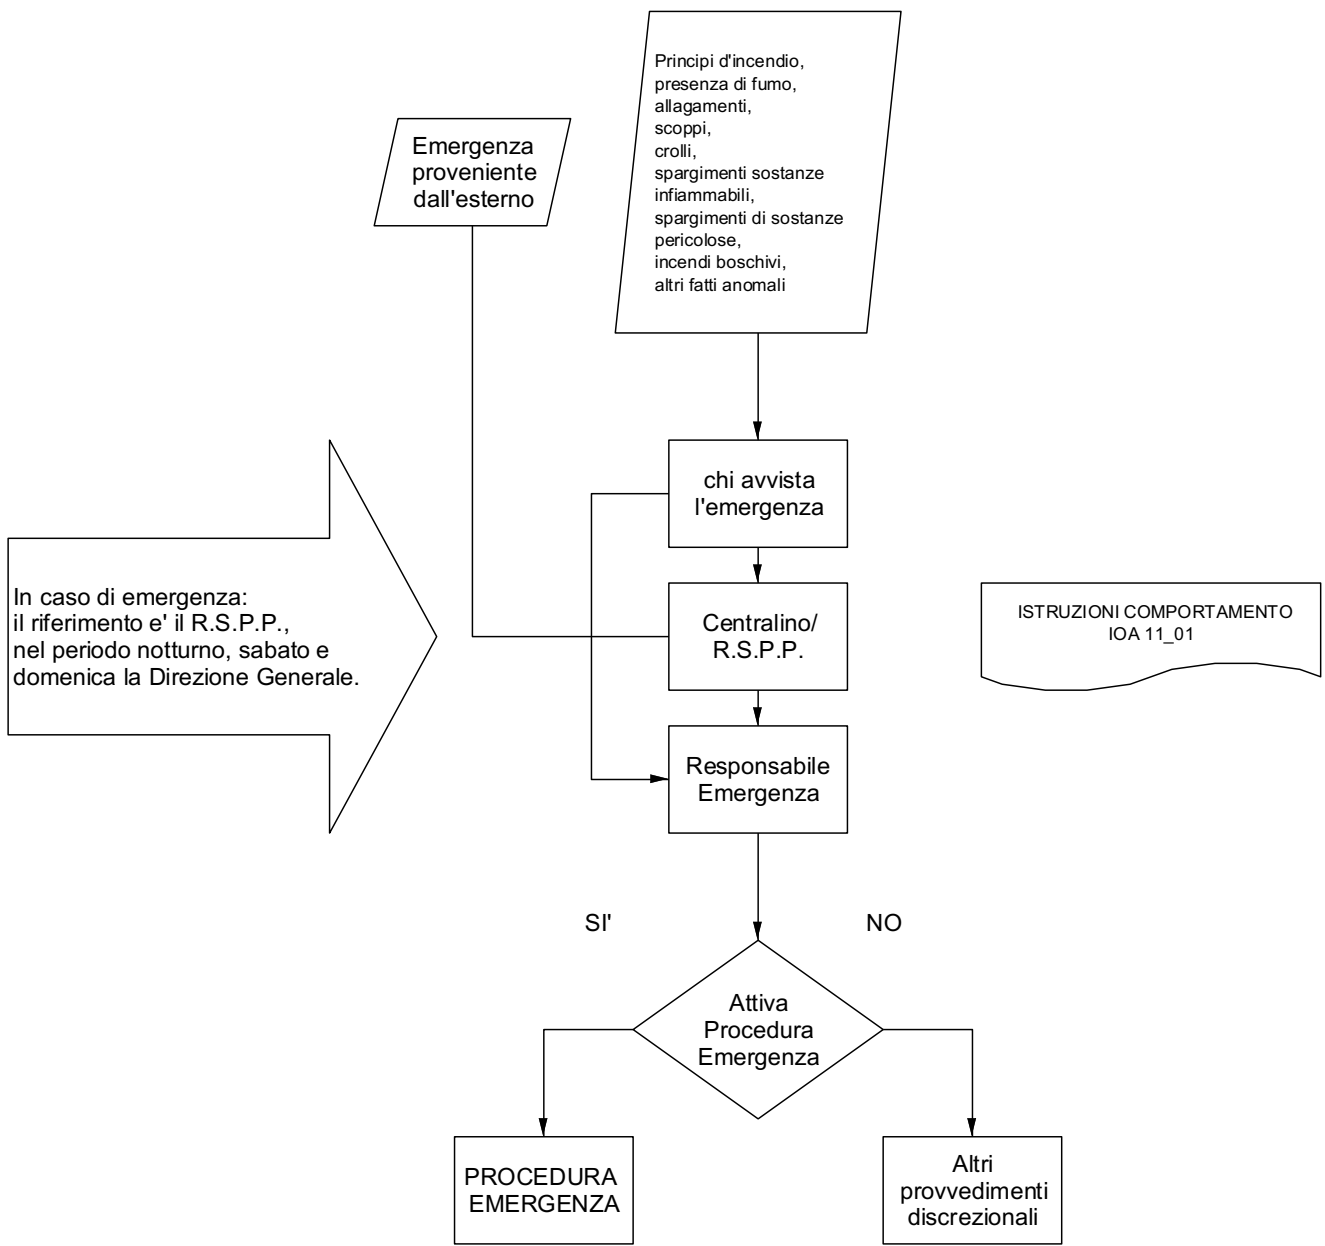 Principi d'incendio,
presenza di fumo,
allagamenti,
scoppi,
crolli,
spargimenti sostanze
infiammabili,
spargimenti di sostanze
pericolose,
incendi boschivi,
altri fatti anomali
Emergenza
proveniente
dall'esterno
chi avvista
l'emergenza
In caso di emergenza:
il riferimento e' il R.S.P.P.,
nel periodo notturno, sabato e
domenica la Direzione Generale.
Centralino/
R.S.P.P.
ISTRUZIONI COMPORTAMENTO
IOA 11_01
Responsabile
Emergenza
SI'
NO
Attiva
Procedura
Emergenza
PROCEDURA
EMERGENZA
Altri
provvedimenti
discrezionali